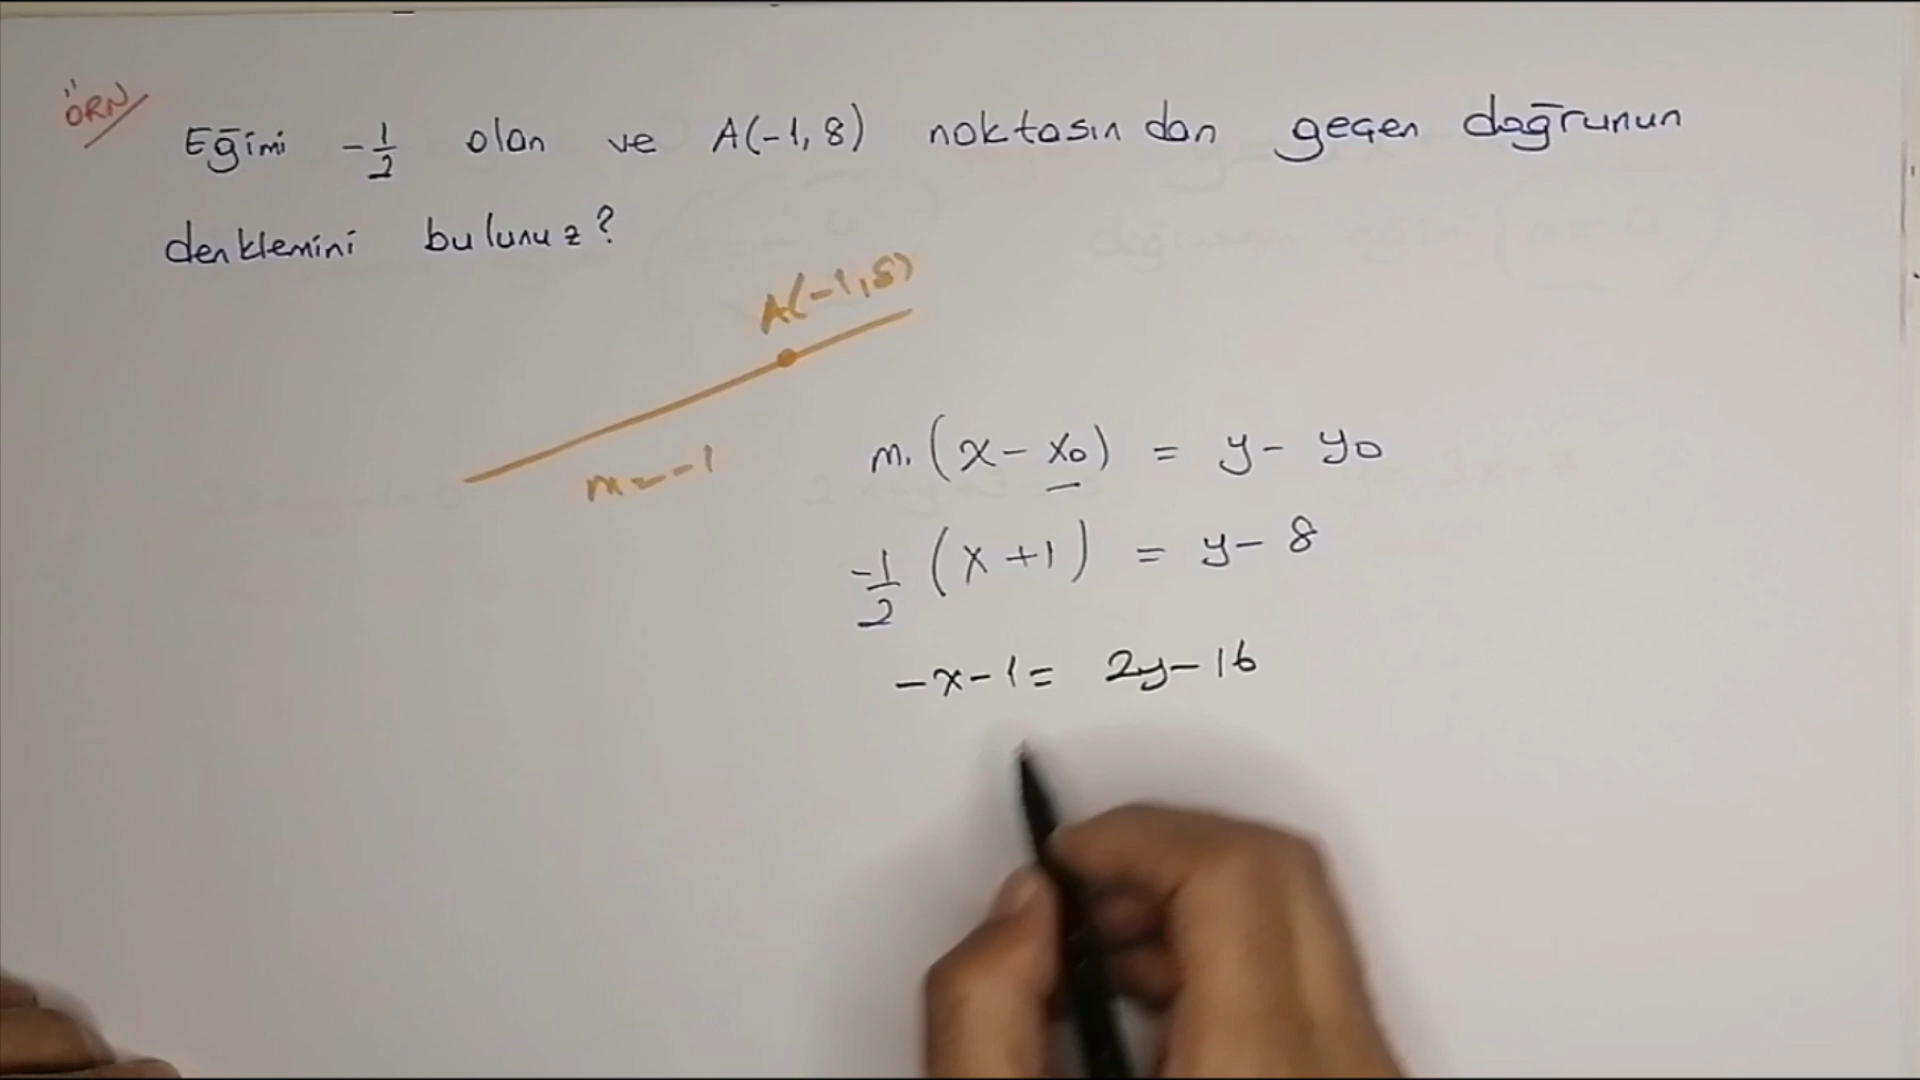 ÖRN
Eğimi -1/2 olan ve A(-1, 8) noktasından geçen doğrunun
denklemini bulunuz?
A(-1,8)
m=-1
m.(x-x₀) = y- y₀
-1/2 (x+1) = y- 8
-x-1= 2y-16